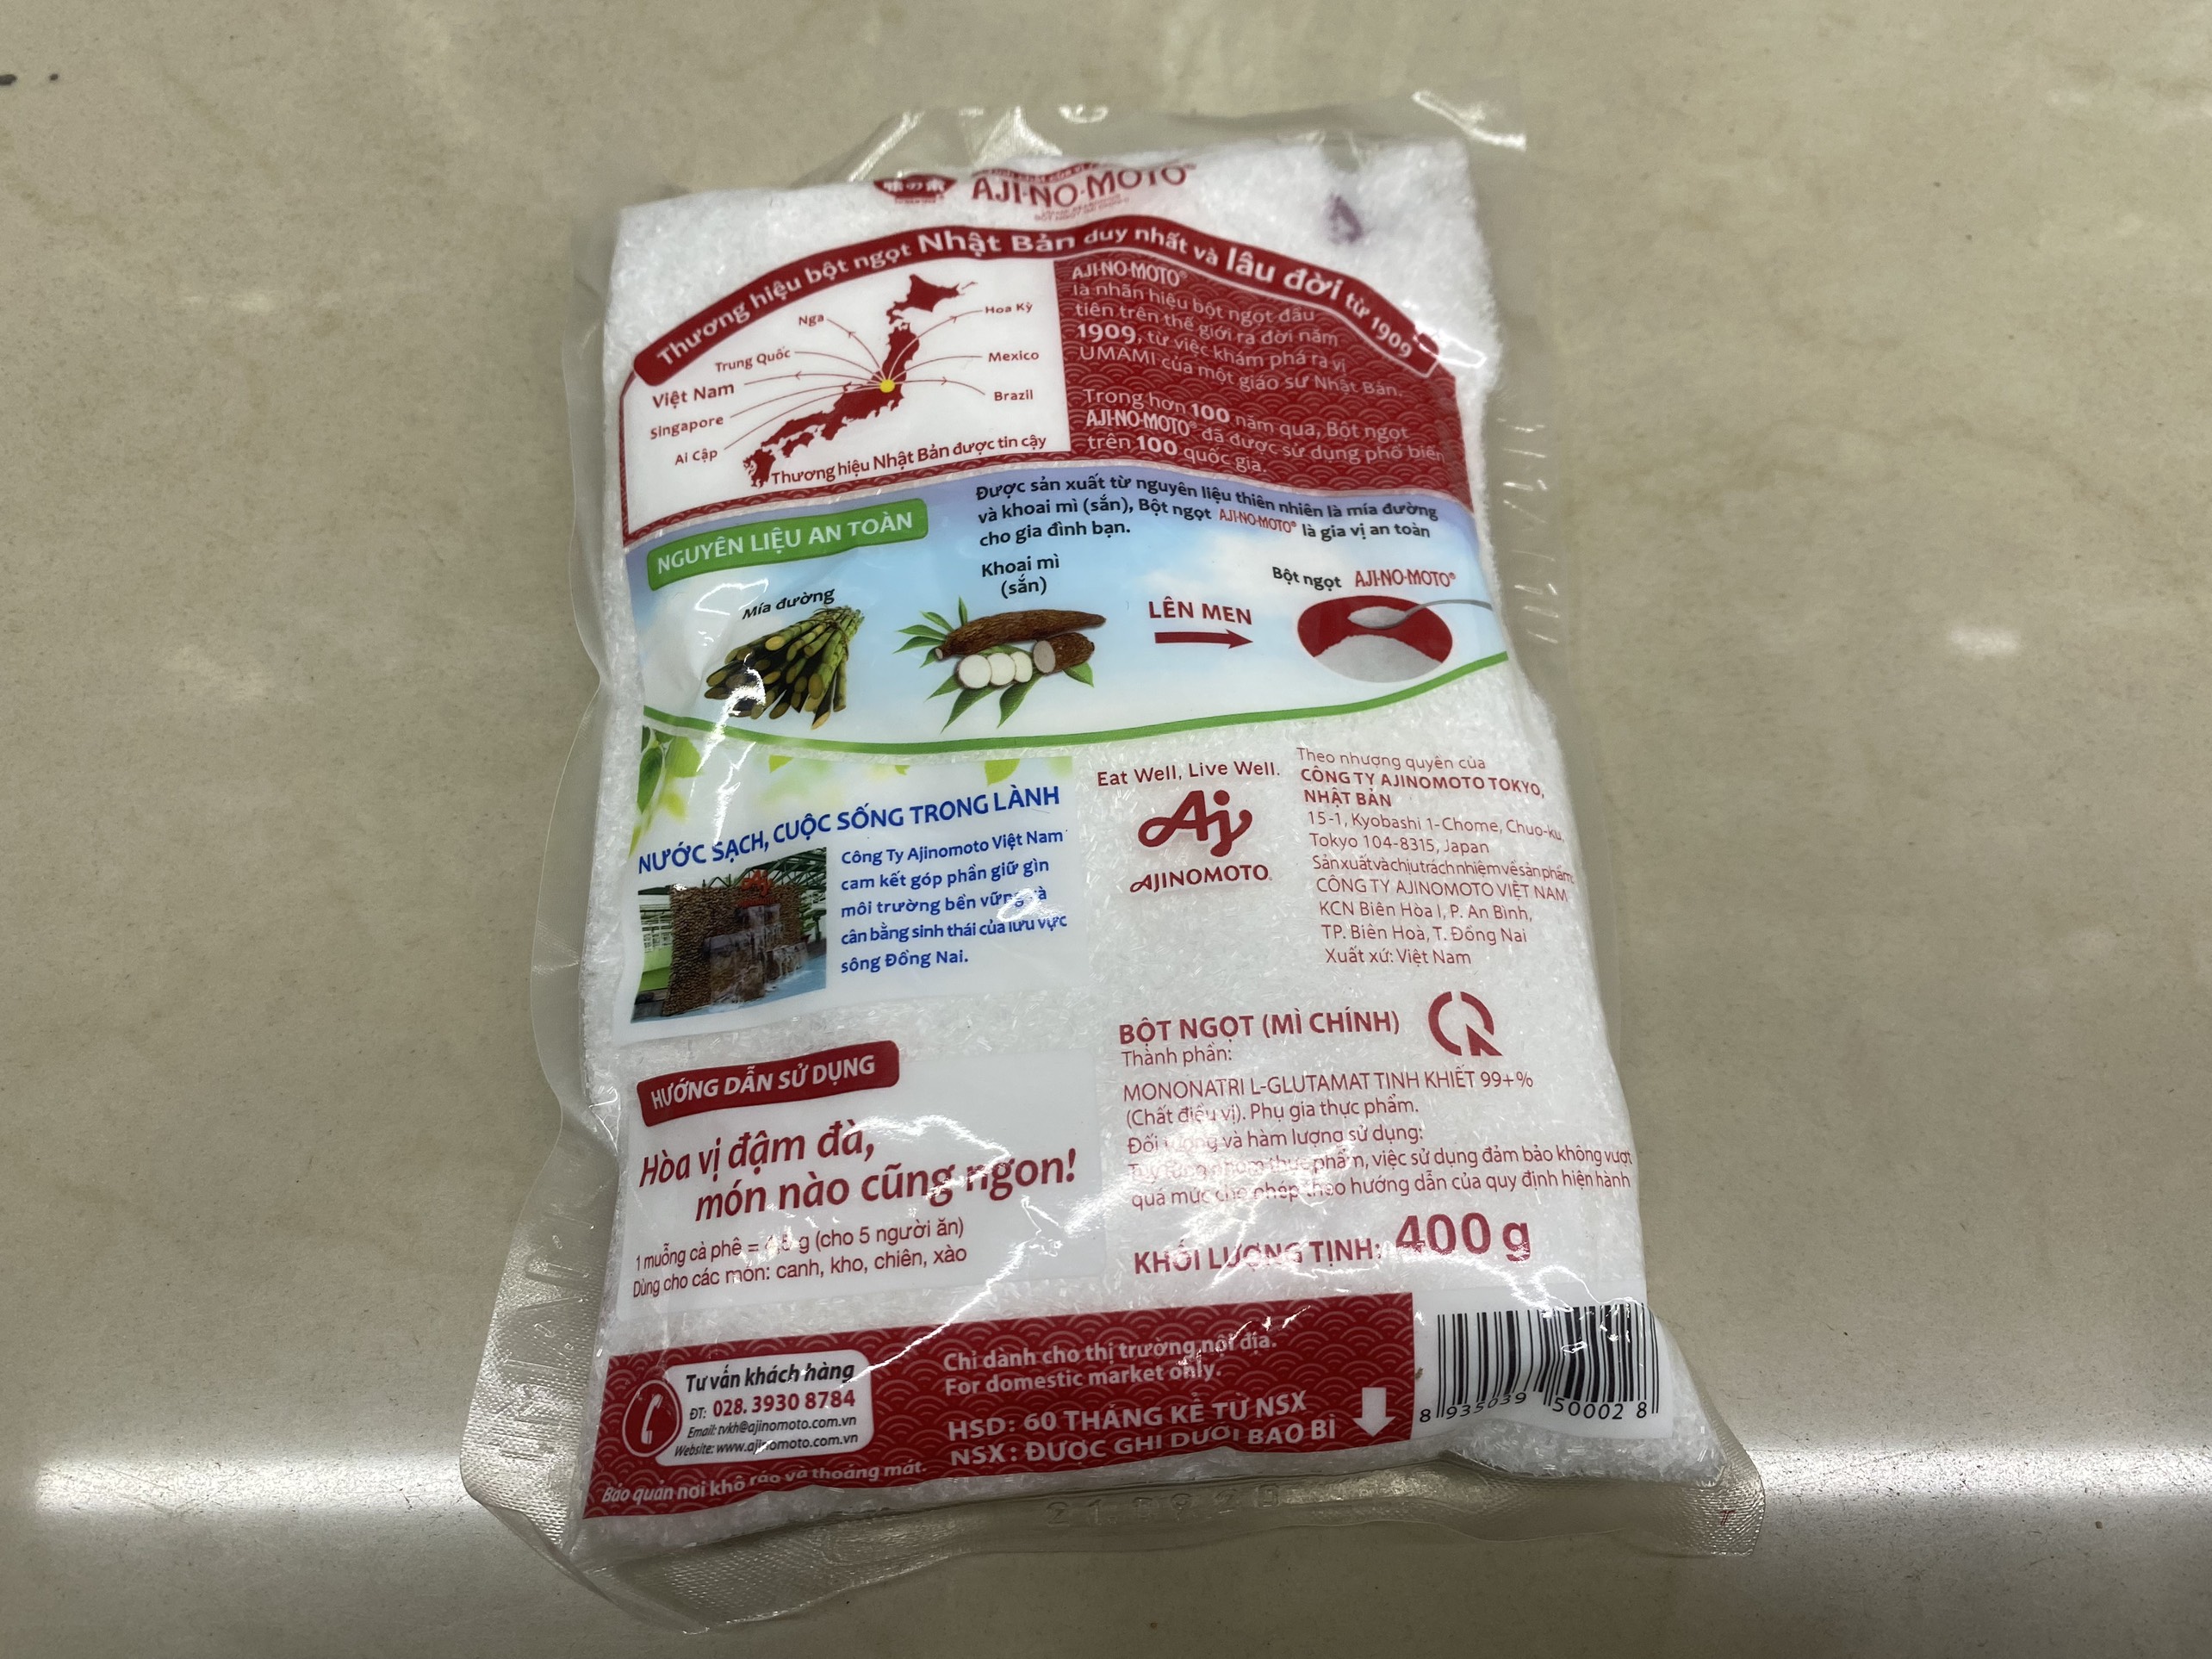 味の素
AJI-NO-MOTO®
Thương hiệu bột ngọt Nhật Bản duy nhất và lâu đời từ 1909
Nga
Hoa Kỳ
Trung Quốc
Mexico
Việt Nam
Brazil
Singapore
Ai Cập
Thương hiệu Nhật Bản được tin cậy
AJI-NO-MOTO®
là nhãn hiệu bột ngọt đầu
tiên trên thế giới ra đời năm
1909, từ việc khám phá ra vị
UMAMI của một giáo sư Nhật Bản.
Trong hơn 100 năm qua, Bột ngọt
AJI-NO-MOTO® đã được sử dụng phổ biến
trên 100 quốc gia.
NGUYÊN LIỆU AN TOÀN
Được sản xuất từ nguyên liệu thiên nhiên là mía đường
và khoai mì (sắn), Bột ngọt AJI-NO-MOTO® là gia vị an toàn
cho gia đình bạn.
Mía đường
Khoai mì
(sắn)
LÊN MEN
Bột ngọt AJI-NO-MOTO®
NƯỚC SẠCH, CUỘC SỐNG TRONG LÀNH
Công Ty Ajinomoto Việt Nam
cam kết góp phần giữ gìn
môi trường bền vững và
cân bằng sinh thái của lưu vực
sông Đồng Nai.
Eat Well, Live Well.
Aj
AJINOMOTO
Theo nhượng quyền của
CÔNG TY AJINOMOTO TOKYO,
NHẬT BẢN
15-1, Kyobashi 1-Chome, Chuo-ku,
Tokyo 104-8315, Japan
Sản xuất và chịu trách nhiệm về sản phẩm:
CÔNG TY AJINOMOTO VIỆT NAM
KCN Biên Hòa I, P. An Bình,
TP. Biên Hoà, T. Đồng Nai
Xuất xứ: Việt Nam
HƯỚNG DẪN SỬ DỤNG
Hòa vị đậm đà,
món nào cũng ngon!
1 muỗng cà phê = g (cho 5 người ăn)
Dùng cho các món: canh, kho, chiên, xào
BỘT NGỌT (MÌ CHÍNH)
Thành phần:
MONONATRI L-GLUTAMAT TINH KHIẾT 99+%
(Chất điều vị). Phụ gia thực phẩm.
Đối tượng và hàm lượng sử dụng:
Tùy từng nhóm thực phẩm, việc sử dụng đảm bảo không vượt
quá mức cho phép theo hướng dẫn của quy định hiện hành
KHỐI LƯỢNG TỊNH: 400 g
Tư vấn khách hàng
ĐT: 028. 3930 8784
Email: tvkh@ajinomoto.com.vn
Website: www.ajinomoto.com.vn
Bảo quản nơi khô ráo và thoáng mát.
Chỉ dành cho thị trường nội địa.
For domestic market only.
HSD: 60 THÁNG KỂ TỪ NSX
NSX: ĐƯỢC GHI DƯỚI BAO BÌ
8 935039 500028